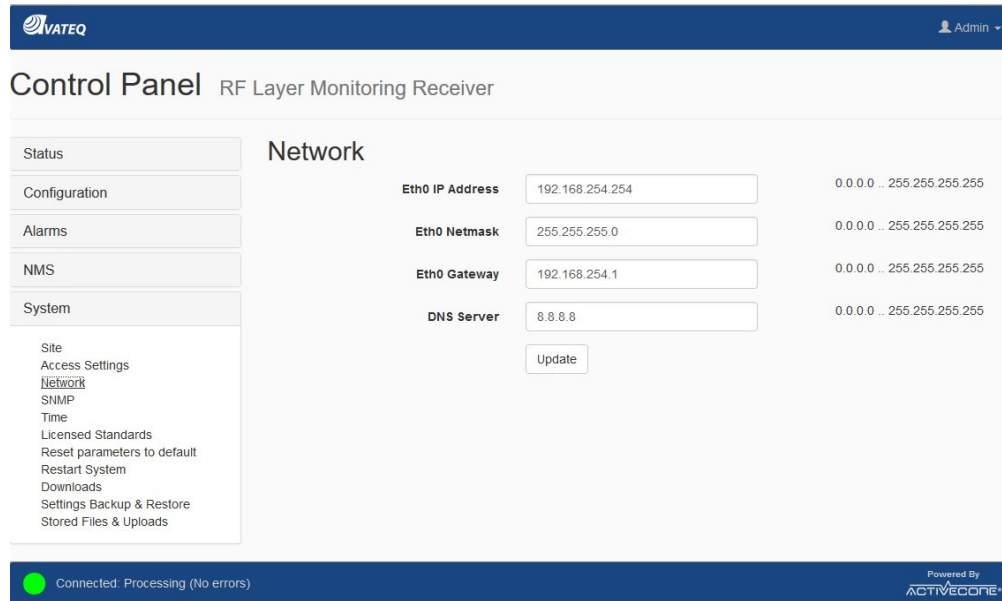 AVATEQ
Admin
Control Panel RF Layer Monitoring Receiver
Status
Configuration
Alarms
NMS
System
Site
Access Settings
Network
SNMP
Time
Licensed Standards
Reset parameters to default
Restart System
Downloads
Settings Backup & Restore
Stored Files & Uploads
Network
Eth0 IP Address 192.168.254.254 0.0.0.0 .. 255.255.255.255
Eth0 Netmask 255.255.255.0 0.0.0.0 .. 255.255.255.255
Eth0 Gateway 192.168.254.1 0.0.0.0 .. 255.255.255.255
DNS Server 8.8.8.8 0.0.0.0 .. 255.255.255.255
Update
Connected: Processing (No errors)
Powered By
ACTIVECORE